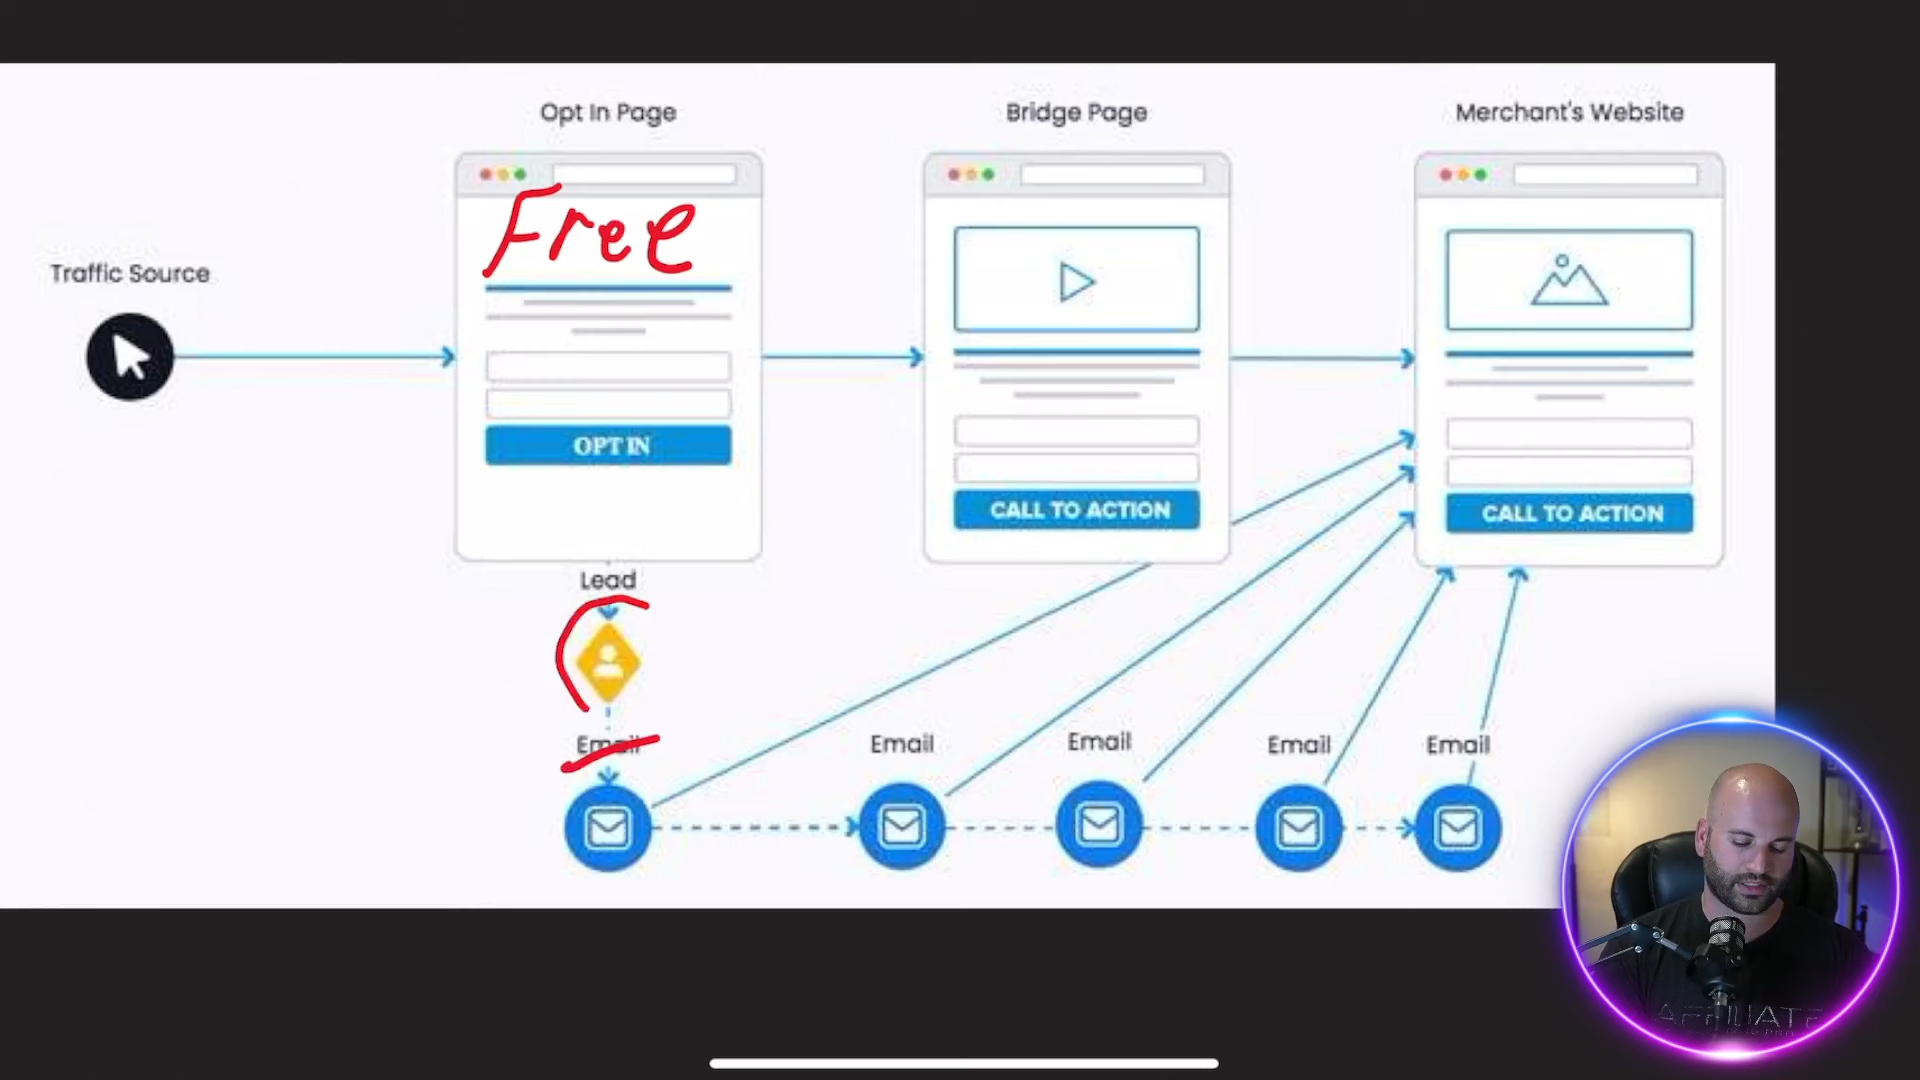 Opt In Page
Bridge Page
Merchant's Website
Free
Traffic Source
OPT IN
CALL TO ACTION
CALL TO ACTION
Lead
Email
Email
Email
Email
Email
AFFILIATE